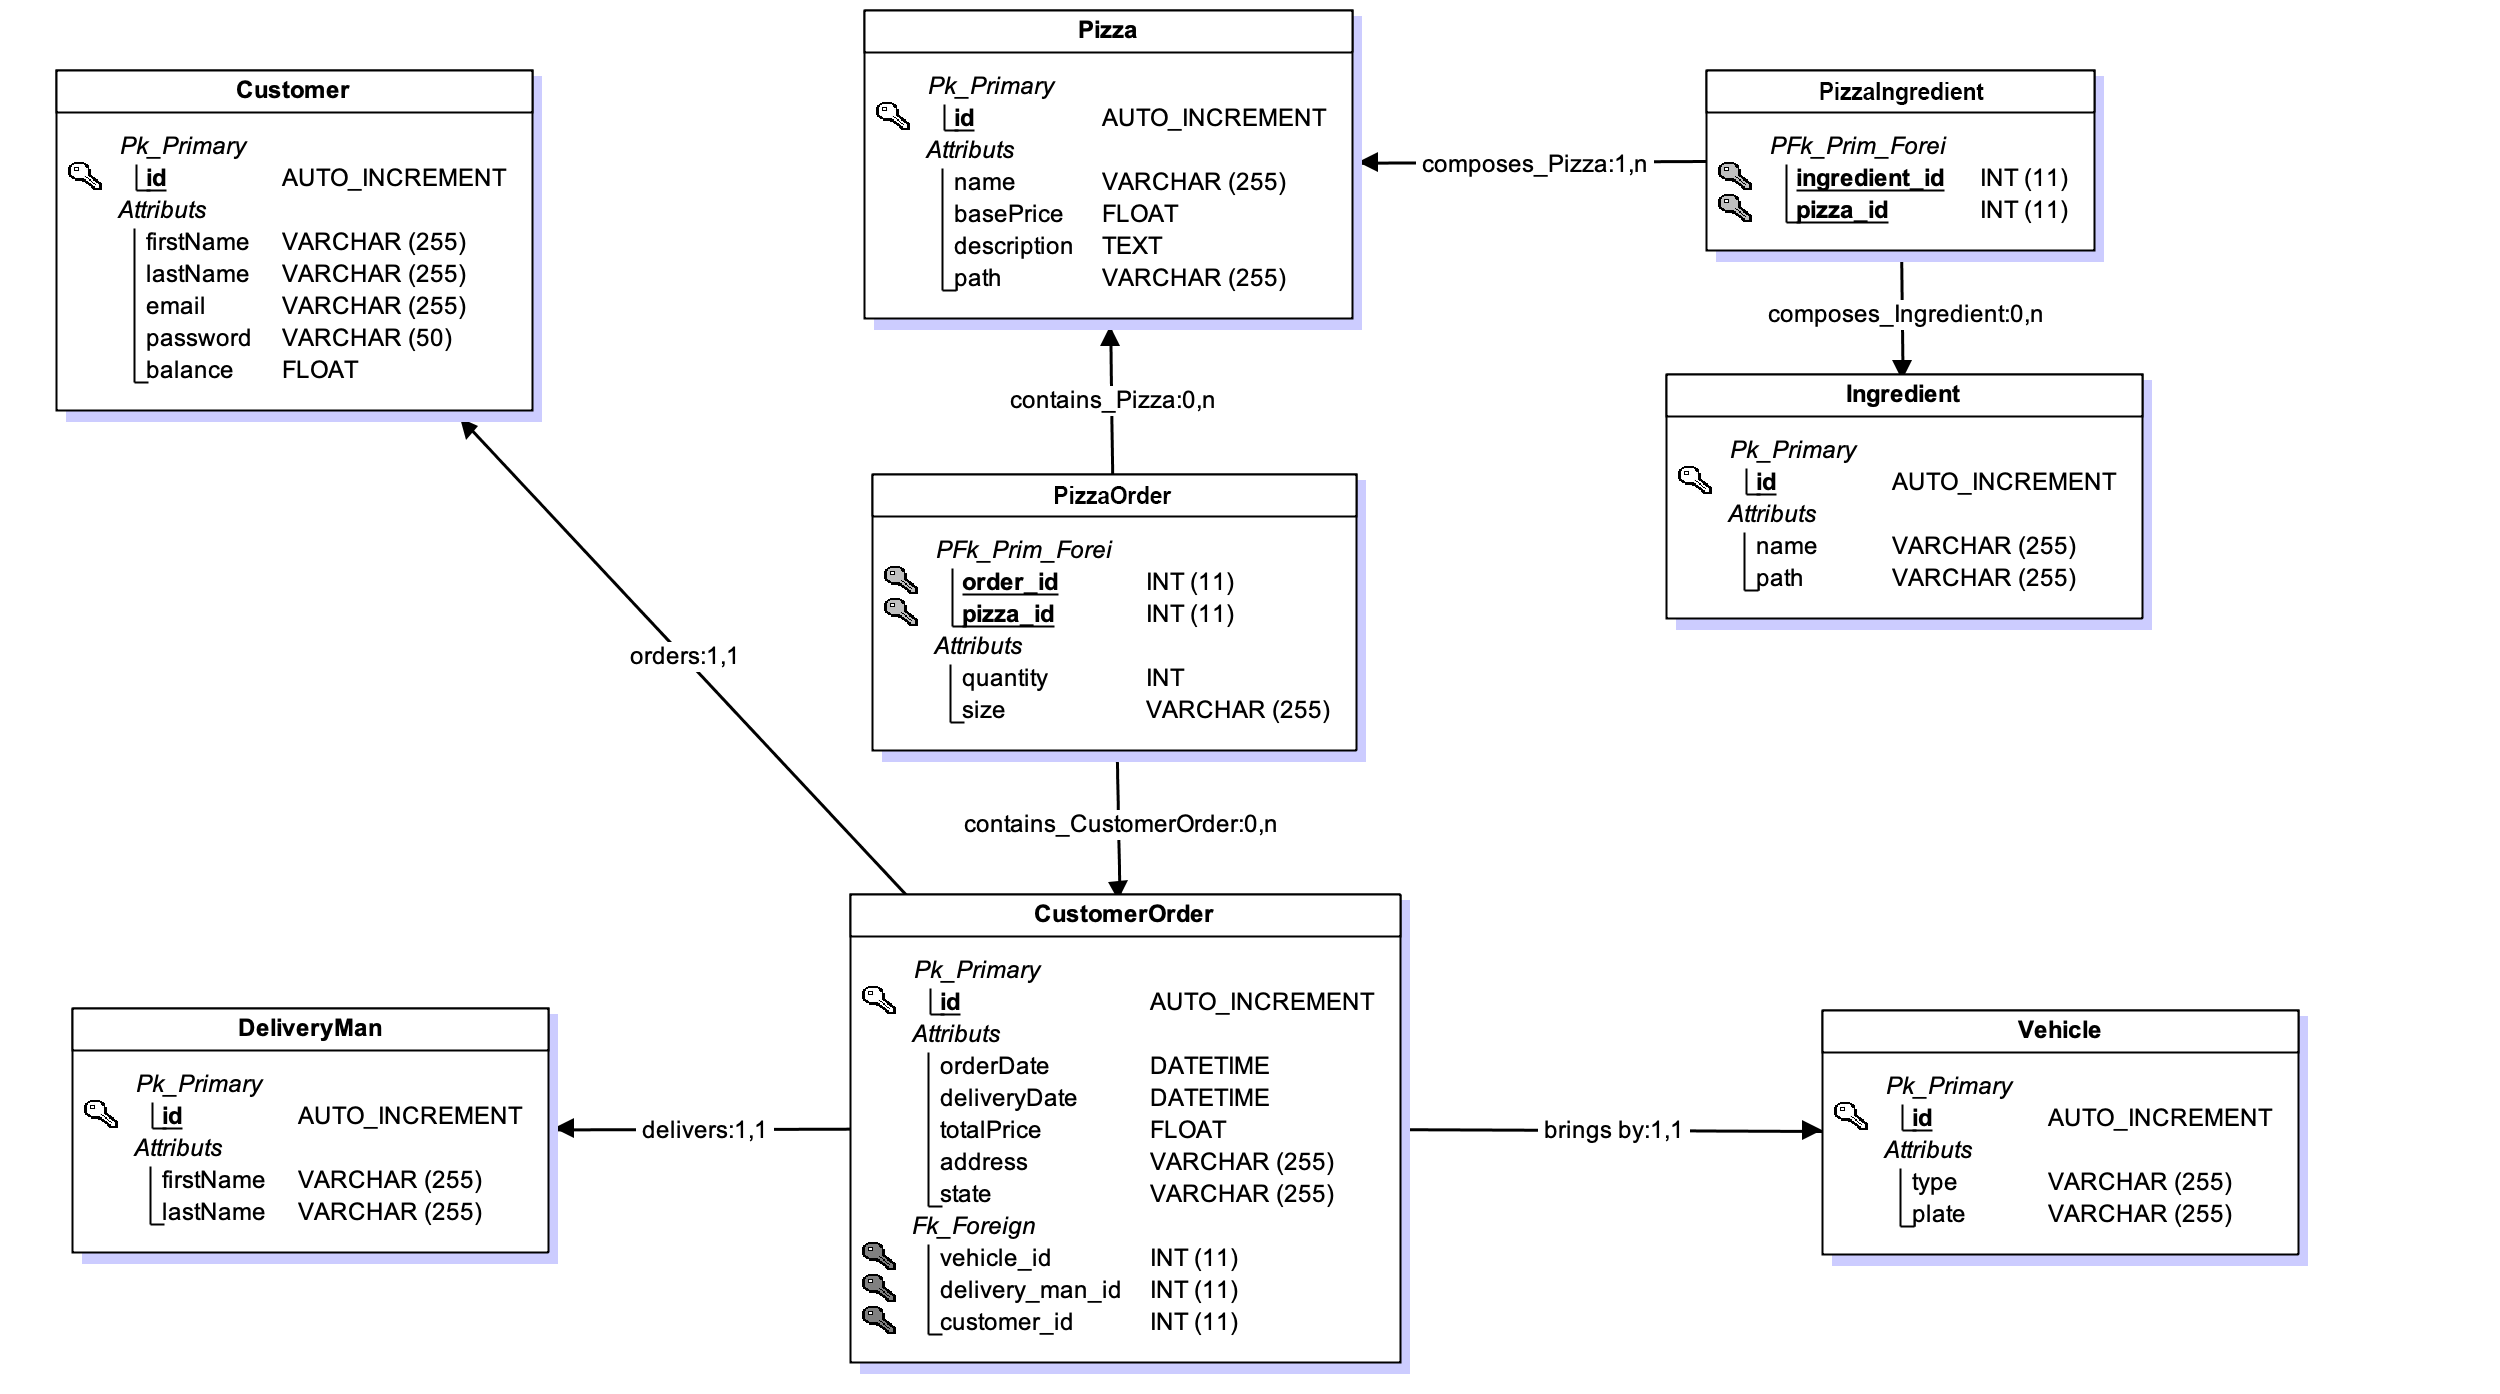 Pizza
Pk_Primary
id AUTO_INCREMENT
Attributs
name VARCHAR (255)
basePrice FLOAT
description TEXT
path VARCHAR (255)
Customer
Pk_Primary
id AUTO_INCREMENT
Attributs
firstName VARCHAR (255)
lastName VARCHAR (255)
email VARCHAR (255)
password VARCHAR (50)
balance FLOAT
PizzaIngredient
PFk_Prim_Forei
ingredient_id INT (11)
pizza_id INT (11)
composes_Pizza:1,n
composes_Ingredient:0,n
Ingredient
Pk_Primary
id AUTO_INCREMENT
Attributs
name VARCHAR (255)
path VARCHAR (255)
contains_Pizza:0,n
PizzaOrder
PFk_Prim_Forei
order_id INT (11)
pizza_id INT (11)
Attributs
quantity INT
size VARCHAR (255)
orders:1,1
contains_CustomerOrder:0,n
CustomerOrder
Pk_Primary
id AUTO_INCREMENT
Attributs
orderDate DATETIME
deliveryDate DATETIME
totalPrice FLOAT
address VARCHAR (255)
state VARCHAR (255)
Fk_Foreign
vehicle_id INT (11)
delivery_man_id INT (11)
customer_id INT (11)
DeliveryMan
Pk_Primary
id AUTO_INCREMENT
Attributs
firstName VARCHAR (255)
lastName VARCHAR (255)
delivers:1,1
brings by:1,1
Vehicle
Pk_Primary
id AUTO_INCREMENT
Attributs
type VARCHAR (255)
plate VARCHAR (255)